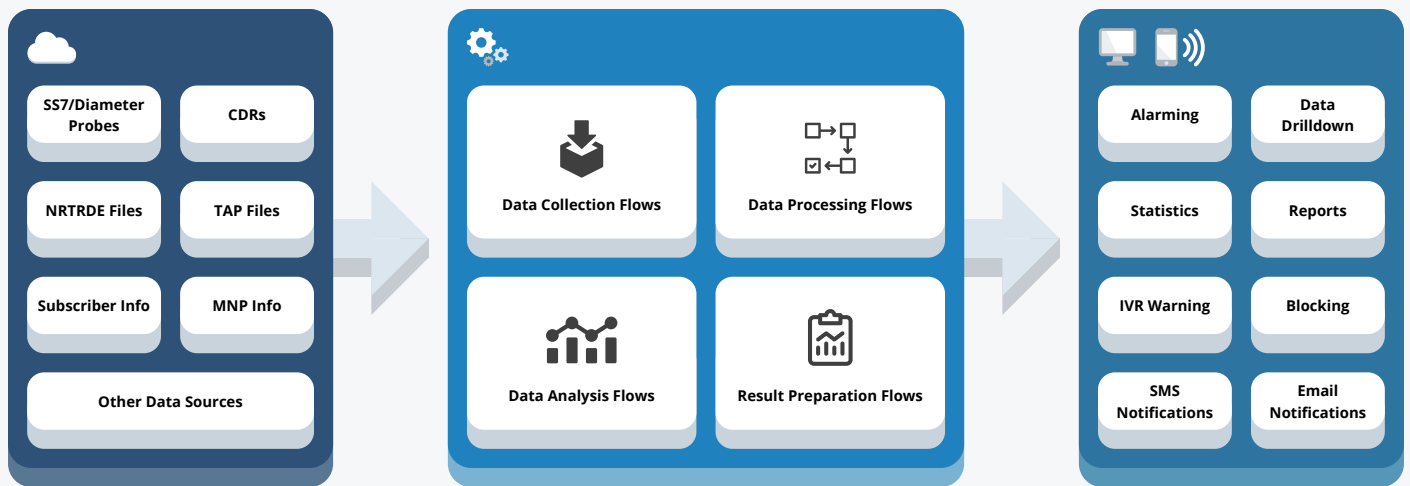 SS7/Diameter
Probes
CDRs
NRTRDE Files
TAP Files
Subscriber Info
MNP Info
Other Data Sources
Data Collection Flows
Data Processing Flows
Data Analysis Flows
Result Preparation Flows
Alarming
Data
Drilldown
Statistics
Reports
IVR Warning
Blocking
SMS
Notifications
Email
Notifications